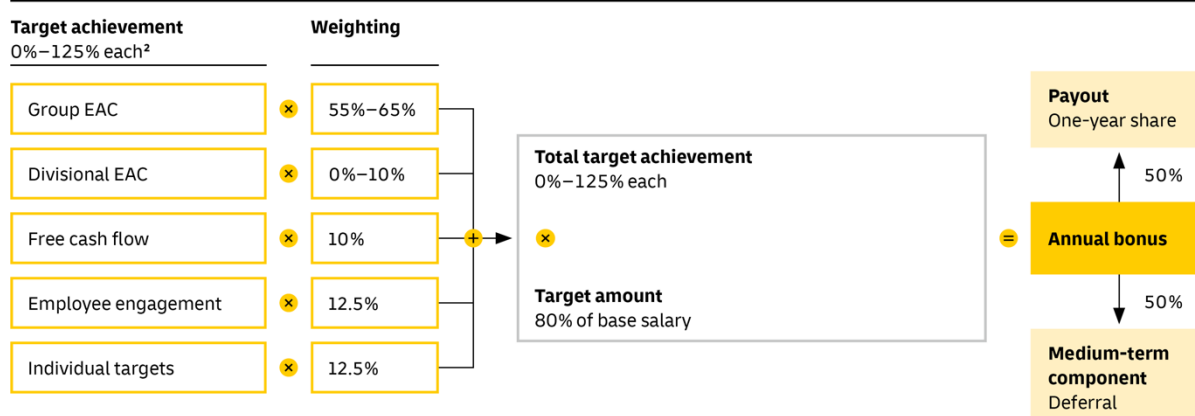 Target achievement
0%–125% each²
Weighting
Group EAC
×
55%–65%
Divisional EAC
×
0%–10%
Free cash flow
×
10%
Employee engagement
×
12.5%
Individual targets
×
12.5%
+
Total target achievement
0%–125% each
×
Target amount
80% of base salary
=
Payout
One-year share
50%
Annual bonus
50%
Medium-term
component
Deferral